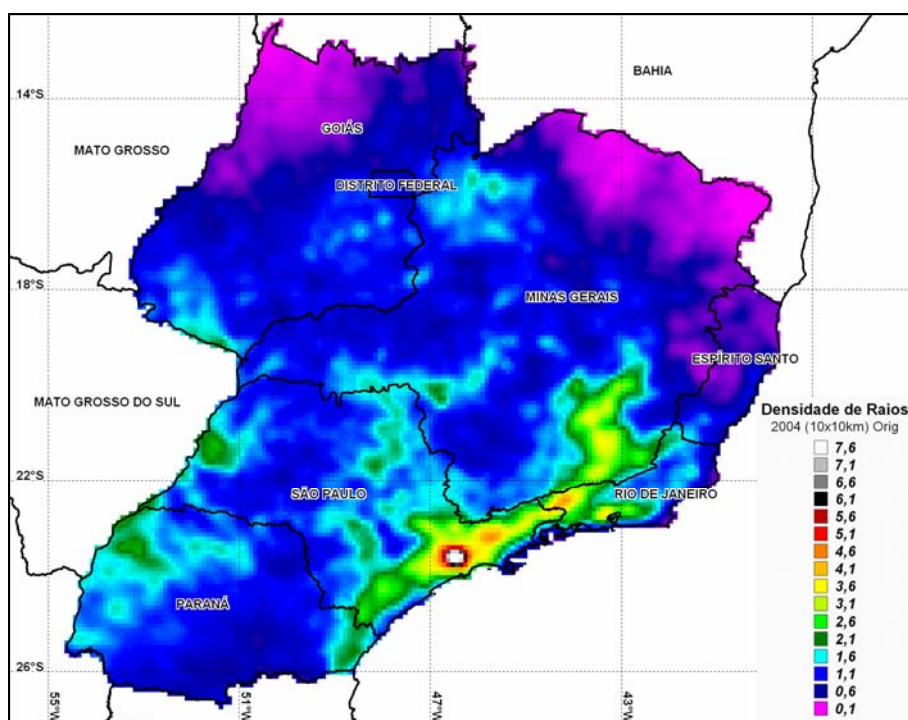 BAHIA
14°S
GOIÁS
MATO GROSSO
DISTRITO FEDERAL
18°S
MINAS GERAIS
ESPÍRITO SANTO
MATO GROSSO DO SUL
Densidade de Raios
2004 (10x10km) Orig
7,6
7,1
6,6
6,1
5,6
5,1
4,6
4,1
3,6
3,1
2,6
2,1
1,6
1,1
0,6
0,1
22°S
SÃO PAULO
RIO DE JANEIRO
PARANÁ
26°S
55°W
51°W
47°W
43°W